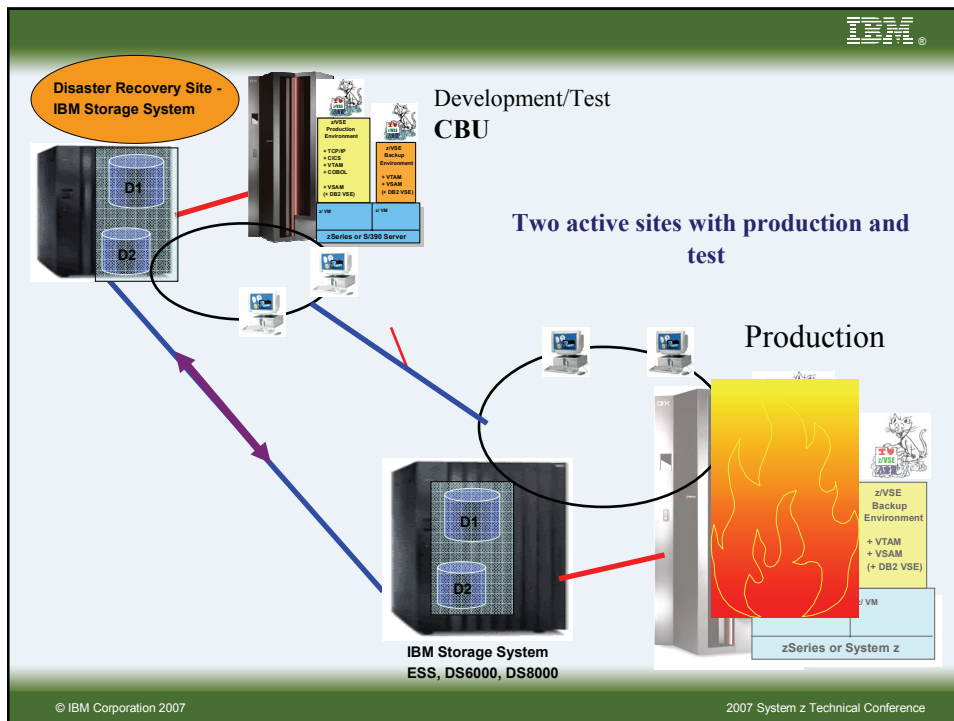 IBM®
Disaster Recovery Site -
IBM Storage System
D1
D2
z/VSE
Production
Environment
+ TCP/IP
+ CICS
+ VTAM
+ COBOL
+ VSAM
(+ DB2 VSE)
z/VSE
Backup
Environment
+ VTAM
+ VSAM
(+ DB2 VSE)
z/ VM
z/ VM
zSeries or S/390 Server
Development/Test
CBU
Two active sites with production and
test
Production
D1
D2
IBM Storage System
ESS, DS6000, DS8000
z/VSE
Backup
Environment
+ VTAM
+ VSAM
(+ DB2 VSE)
z/ VM
zSeries or System z
© IBM Corporation 2007
2007 System z Technical Conference